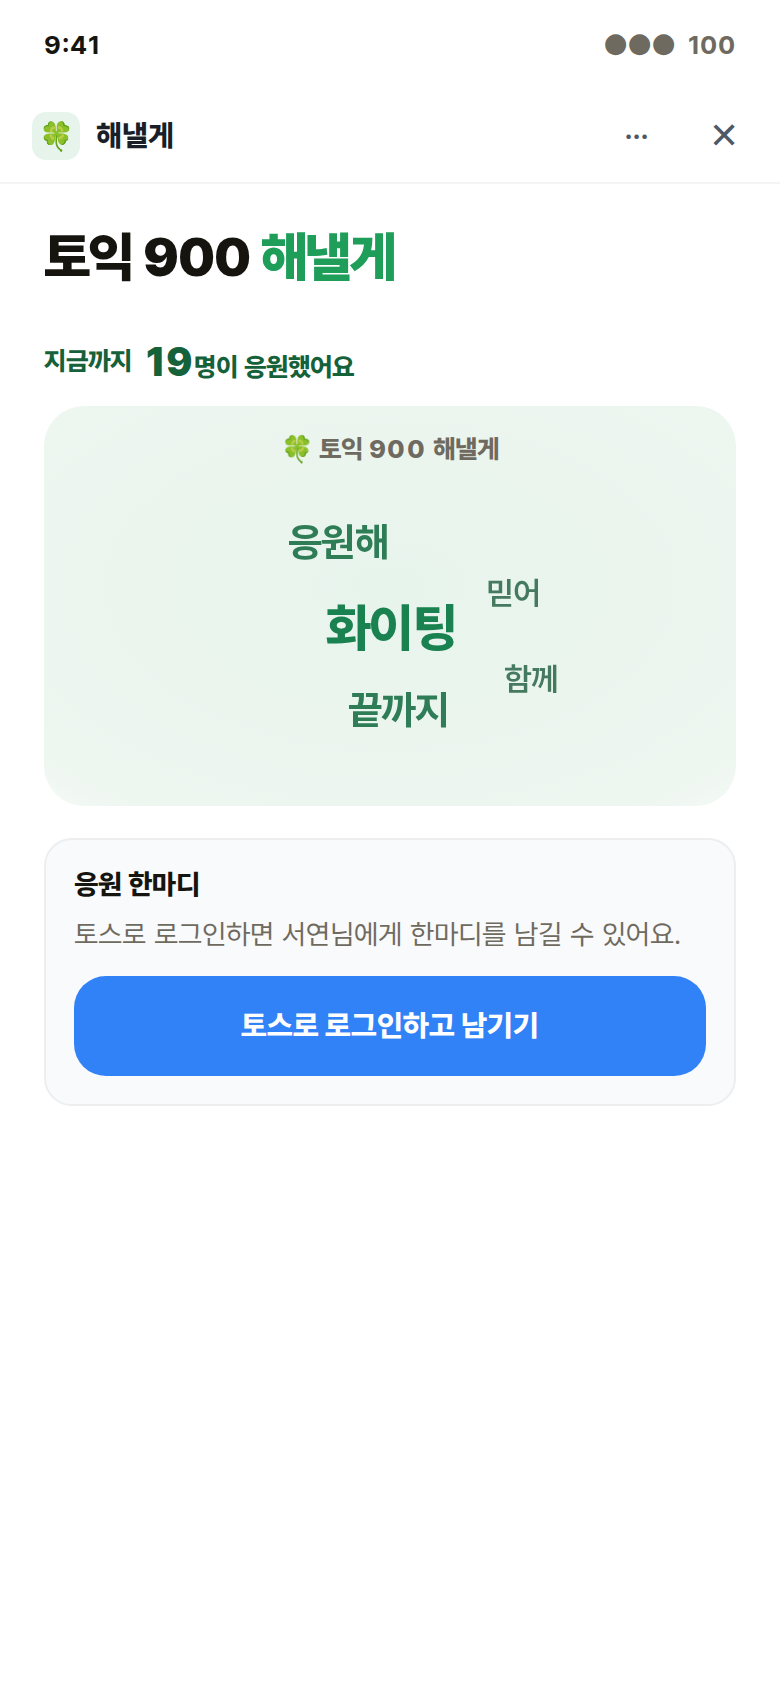 9:41 100
해낼게 ... ✕
토익 900 해낼게
지금까지 19명이 응원했어요
🍀 토익 900 해낼게
응원해
믿어
화이팅
함께
끝까지
응원 한마디
토스로 로그인하면 서연님에게 한마디를 남길 수 있어요.
토스로 로그인하고 남기기